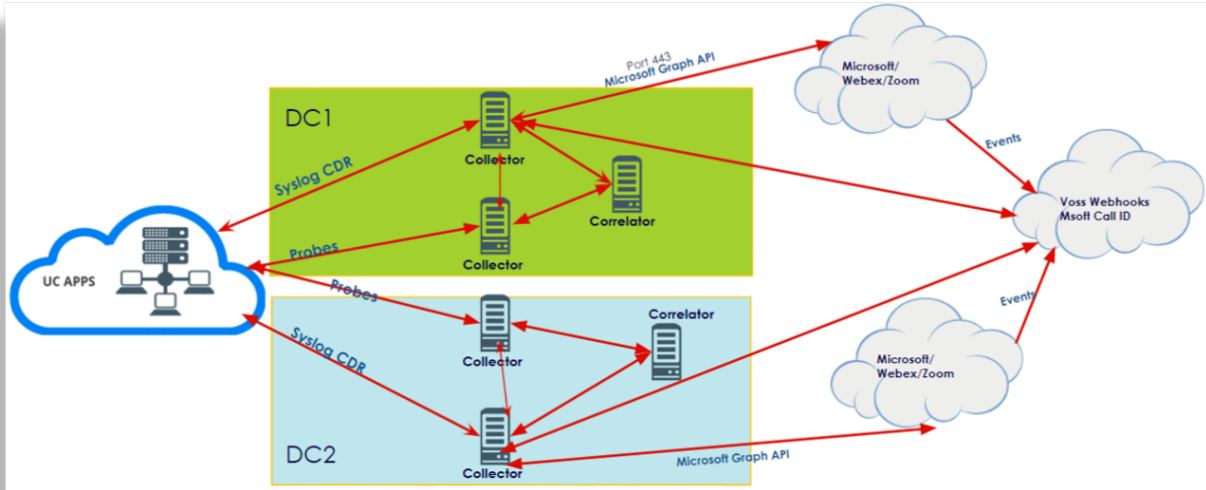 Port 443
Microsoft Graph API
Microsoft/
Webex/Zoom
DC1
Collector
Syslog CDR
Events
Correlator
Voss Webhooks
Msoft Call ID
Probes
Collector
UC APPS
Probes
Events
Correlator
Syslog CDR
Collector
Microsoft/
Webex/Zoom
DC2
Microsoft Graph API
Collector